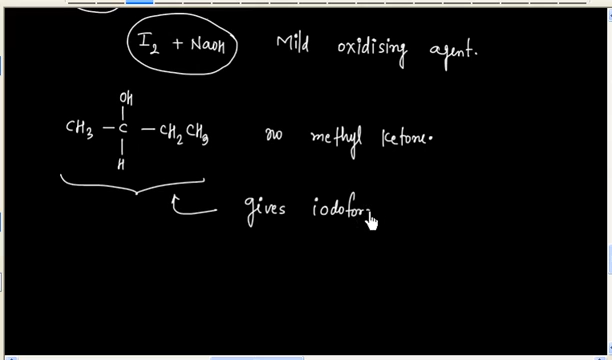 I2 + NaOH Mild oxidising agent.
OH
CH3 – C – CH2CH3 no methyl ketone.
H
gives iodofor